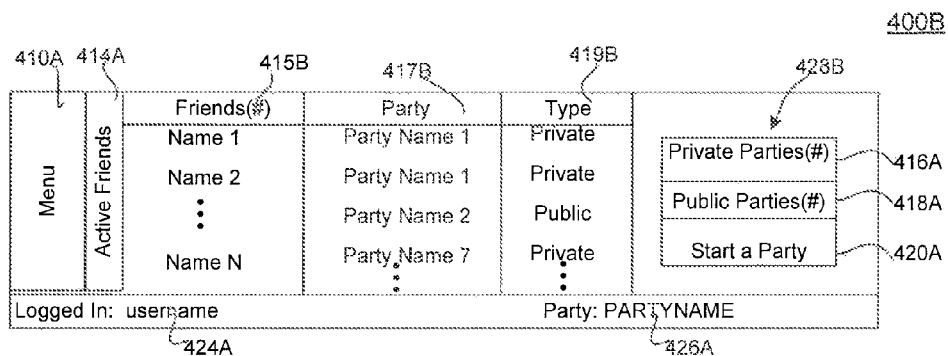 400B
410A
414A
415B
417B
419B
428B
Menu
Active Friends
Friends(#)
Party
Type
Name 1
Party Name 1
Private
Name 2
Party Name 1
Private
Party Name 2
Public
Name N
Party Name 7
Private
Private Parties(#)
416A
Public Parties(#)
418A
Start a Party
420A
Logged In: username
Party: PARTYNAME
424A
426A